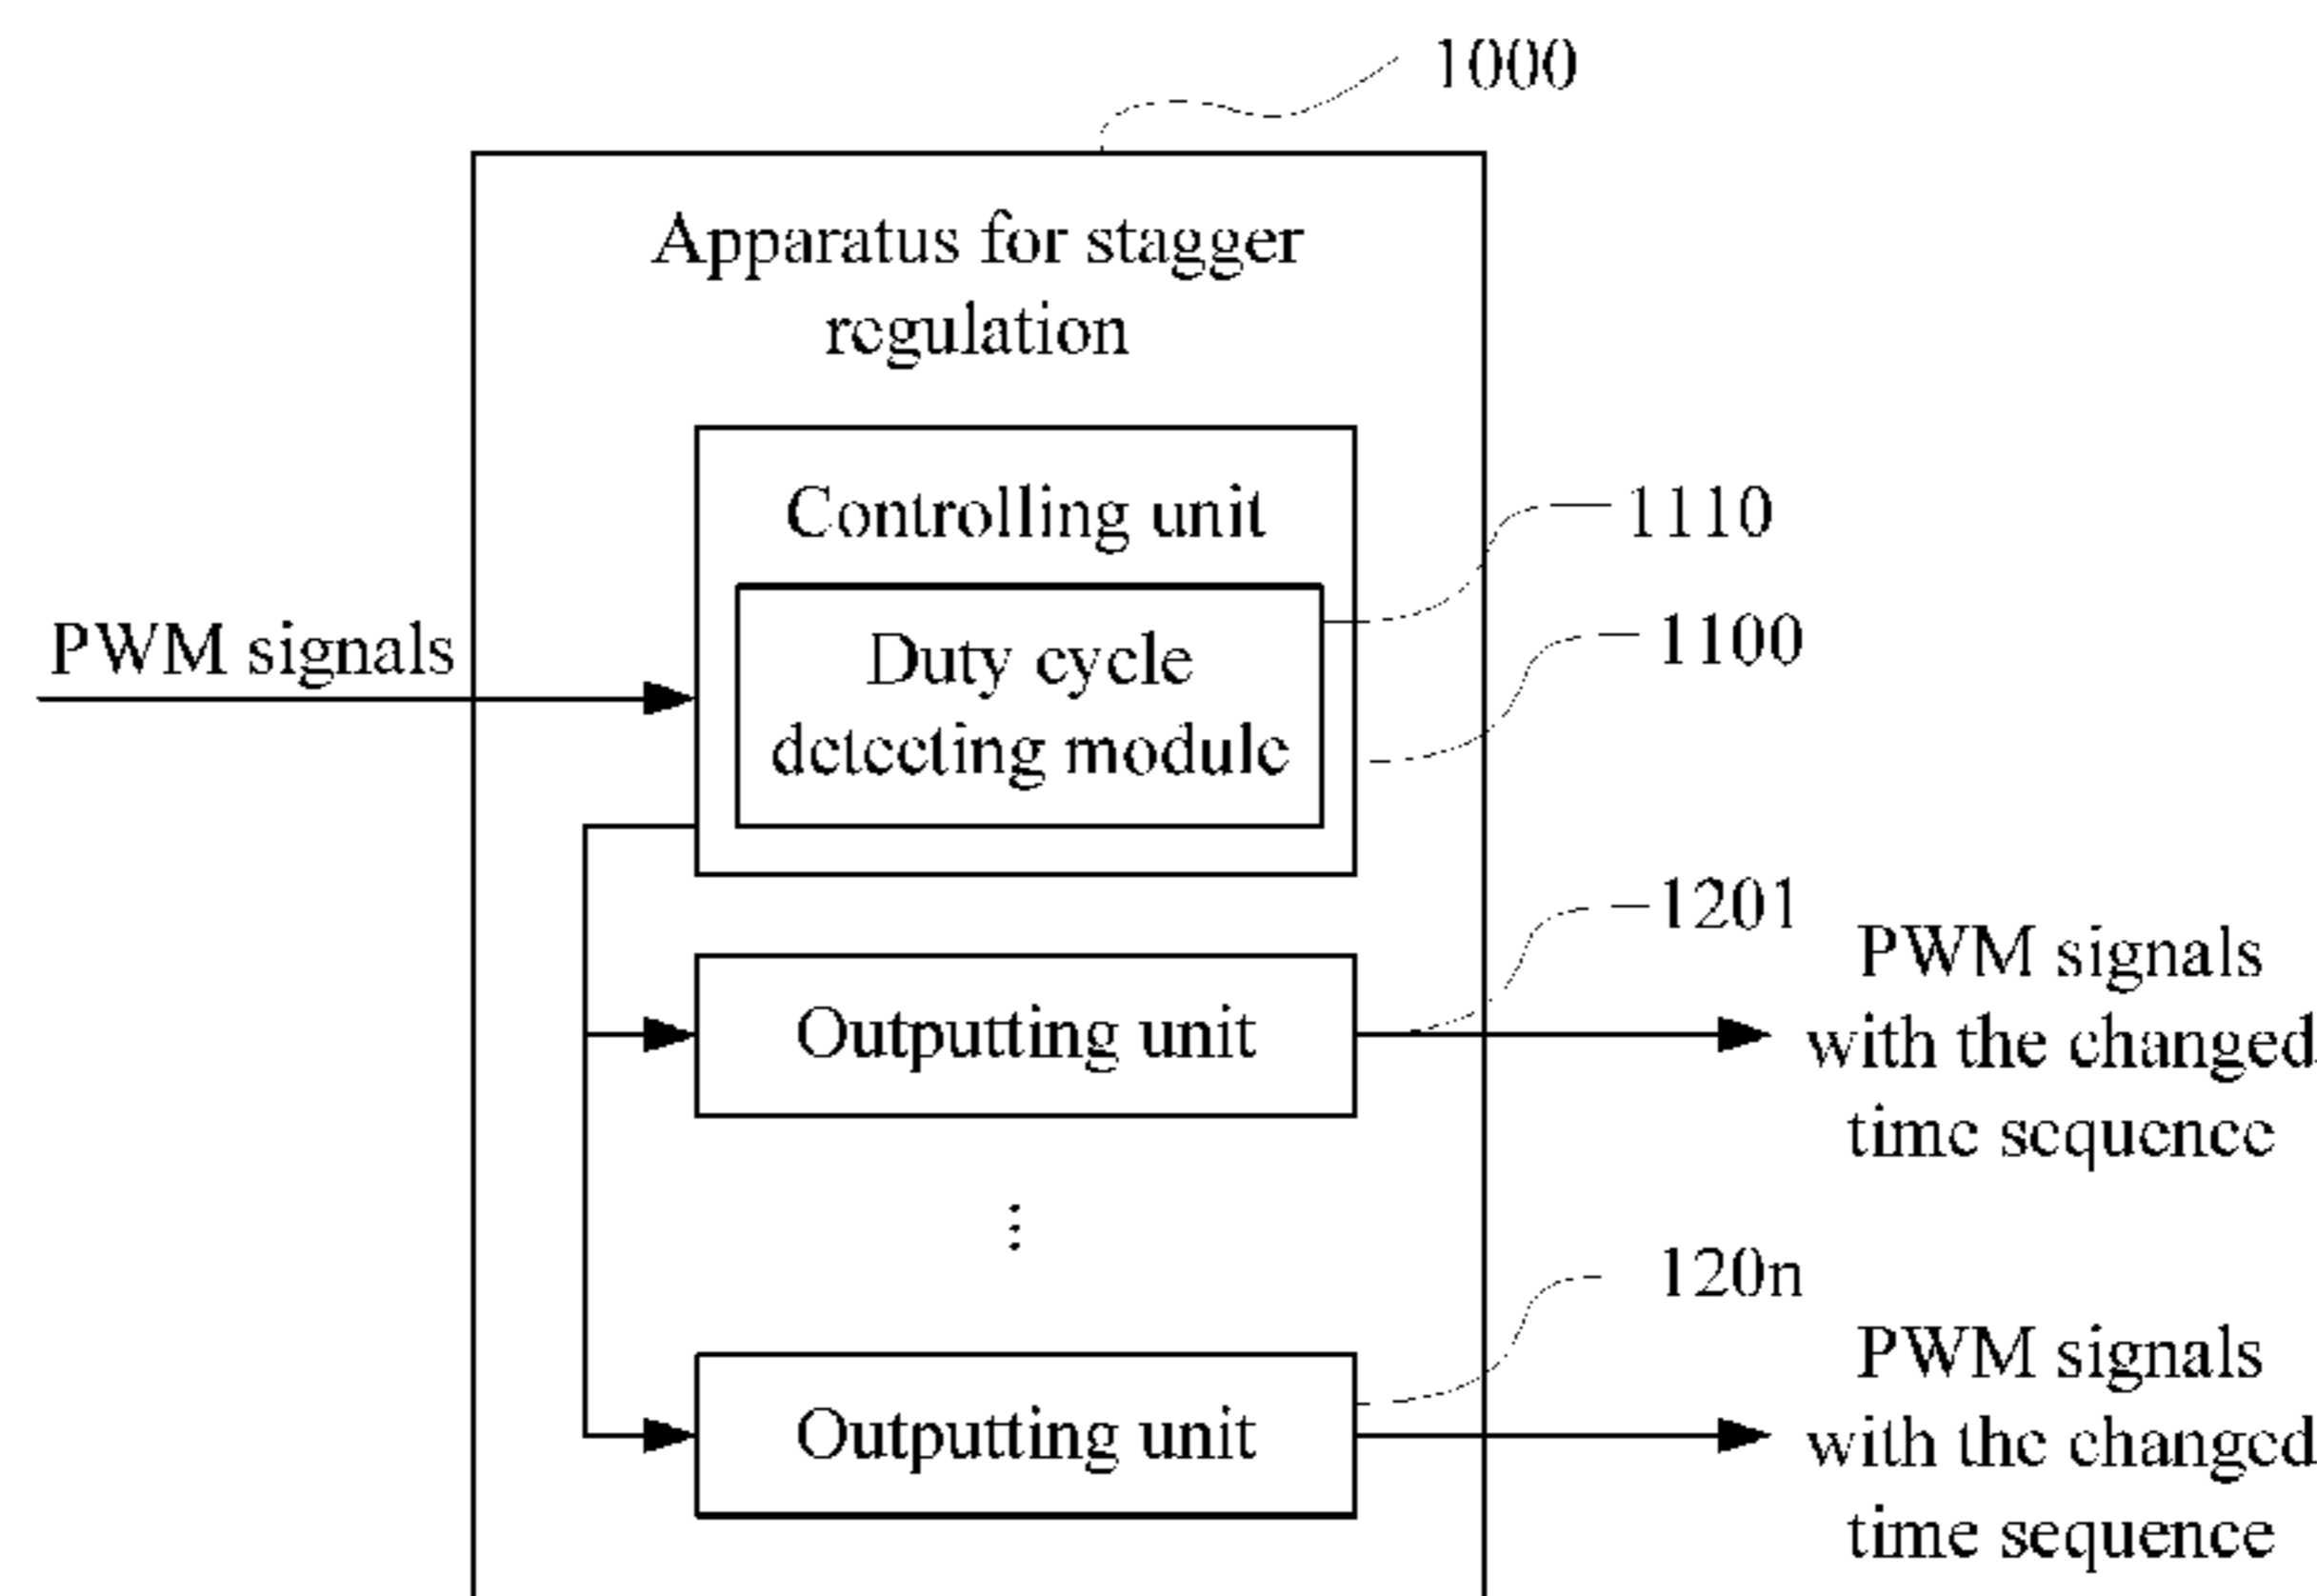 1000
Apparatus for stagger
regulation
Controlling unit
1110
PWM signals
Duty cycle
detecting module
1100
1201
Outputting unit
PWM signals
with the changed
time sequence
120n
Outputting unit
PWM signals
with the changed
time sequence